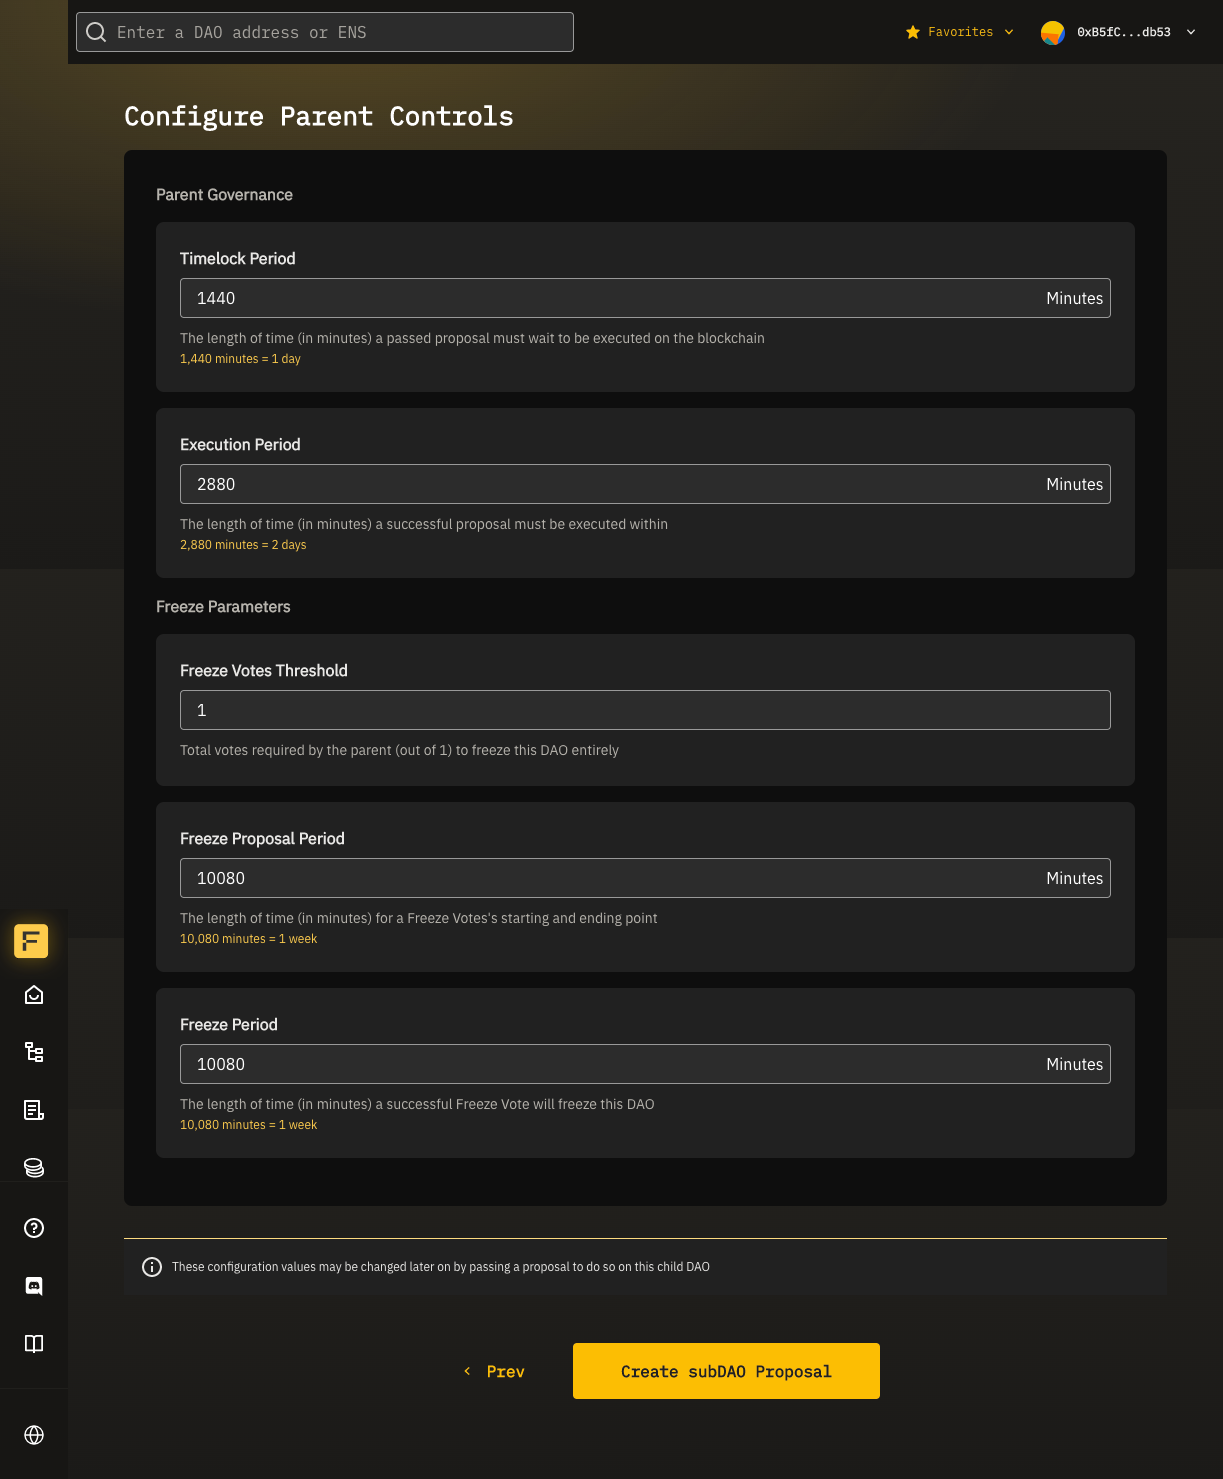 Enter a DAO address or ENS
Favorites
0xB5fC...db53
Configure Parent Controls
Parent Governance
Timelock Period
1440 Minutes
The length of time (in minutes) a passed proposal must wait to be executed on the blockchain
1,440 minutes = 1 day
Execution Period
2880 Minutes
The length of time (in minutes) a successful proposal must be executed within
2,880 minutes = 2 days
Freeze Parameters
Freeze Votes Threshold
1
Total votes required by the parent (out of 1) to freeze this DAO entirely
Freeze Proposal Period
10080 Minutes
The length of time (in minutes) for a Freeze Votes's starting and ending point
10,080 minutes = 1 week
Freeze Period
10080 Minutes
The length of time (in minutes) a successful Freeze Vote will freeze this DAO
10,080 minutes = 1 week
These configuration values may be changed later on by passing a proposal to do so on this child DAO
Prev
Create subDAO Proposal